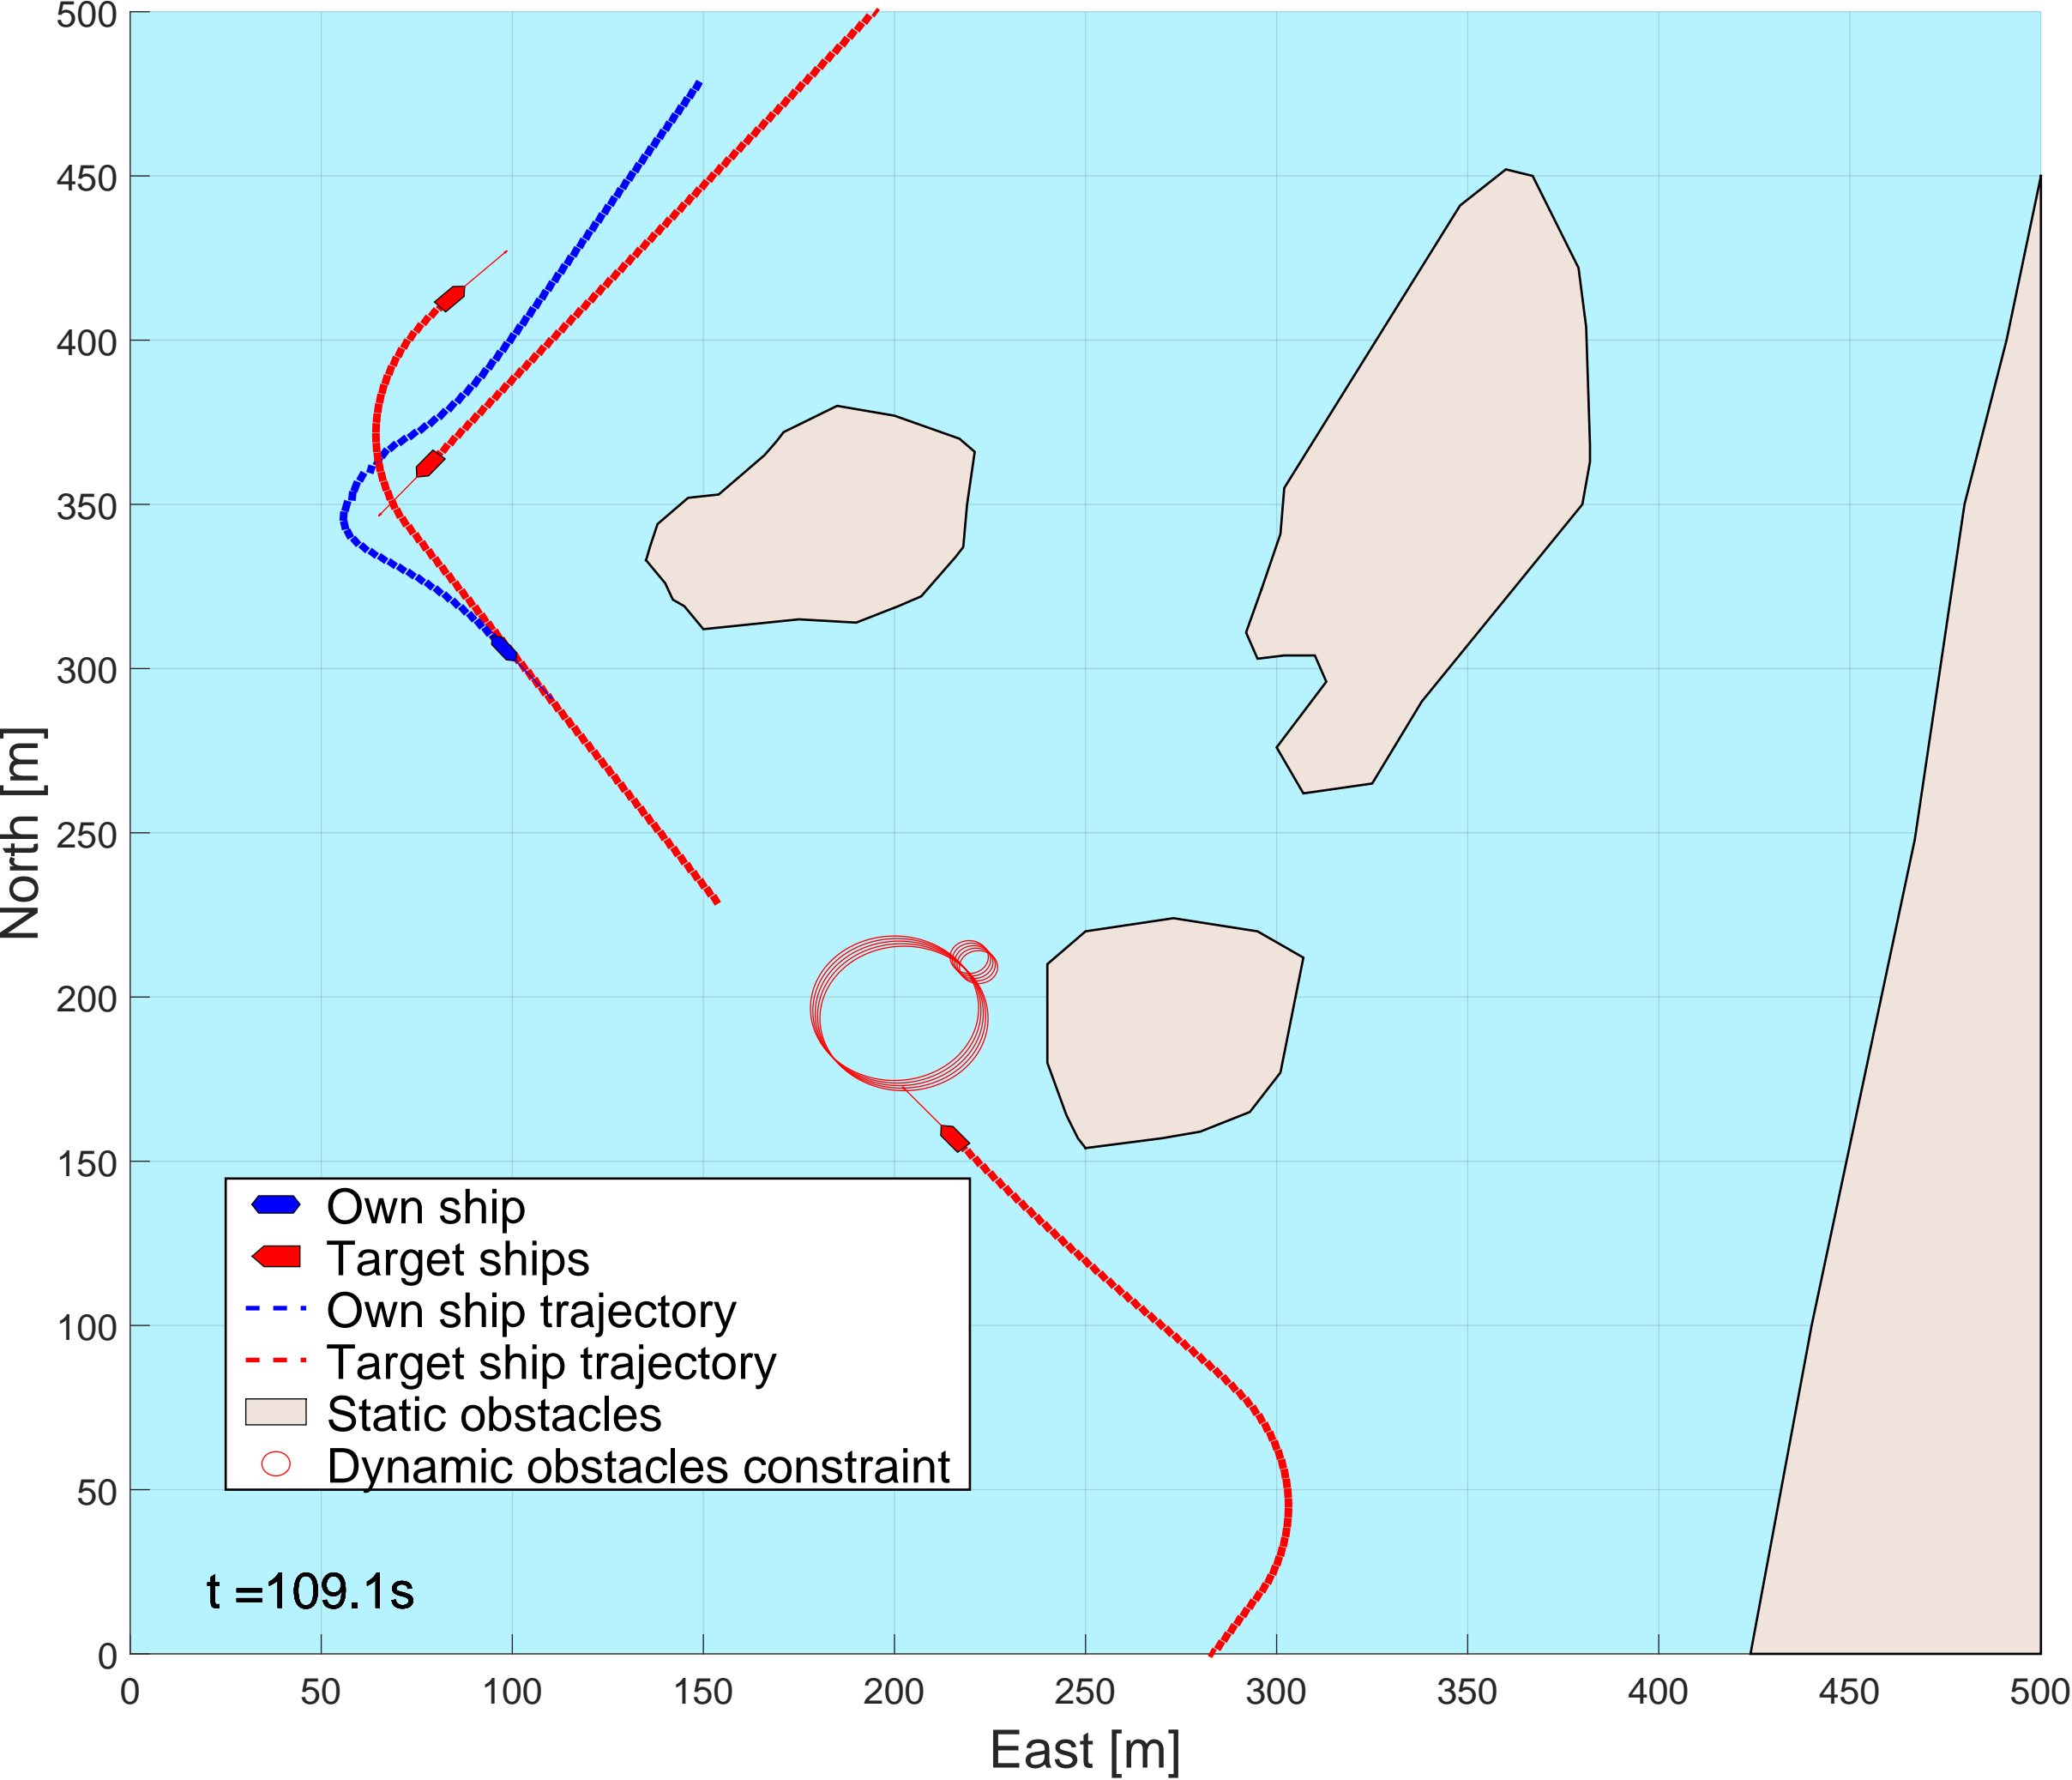 500
450
400
350
300
250
200
150
100
50
0
North [m]
Own ship
Target ships
Own ship trajectory
Target ship trajectory
Static obstacles
Dynamic obstacles constraint
t =109.1s
0 50 100 150 200 250 300 350 400 450 500
East [m]